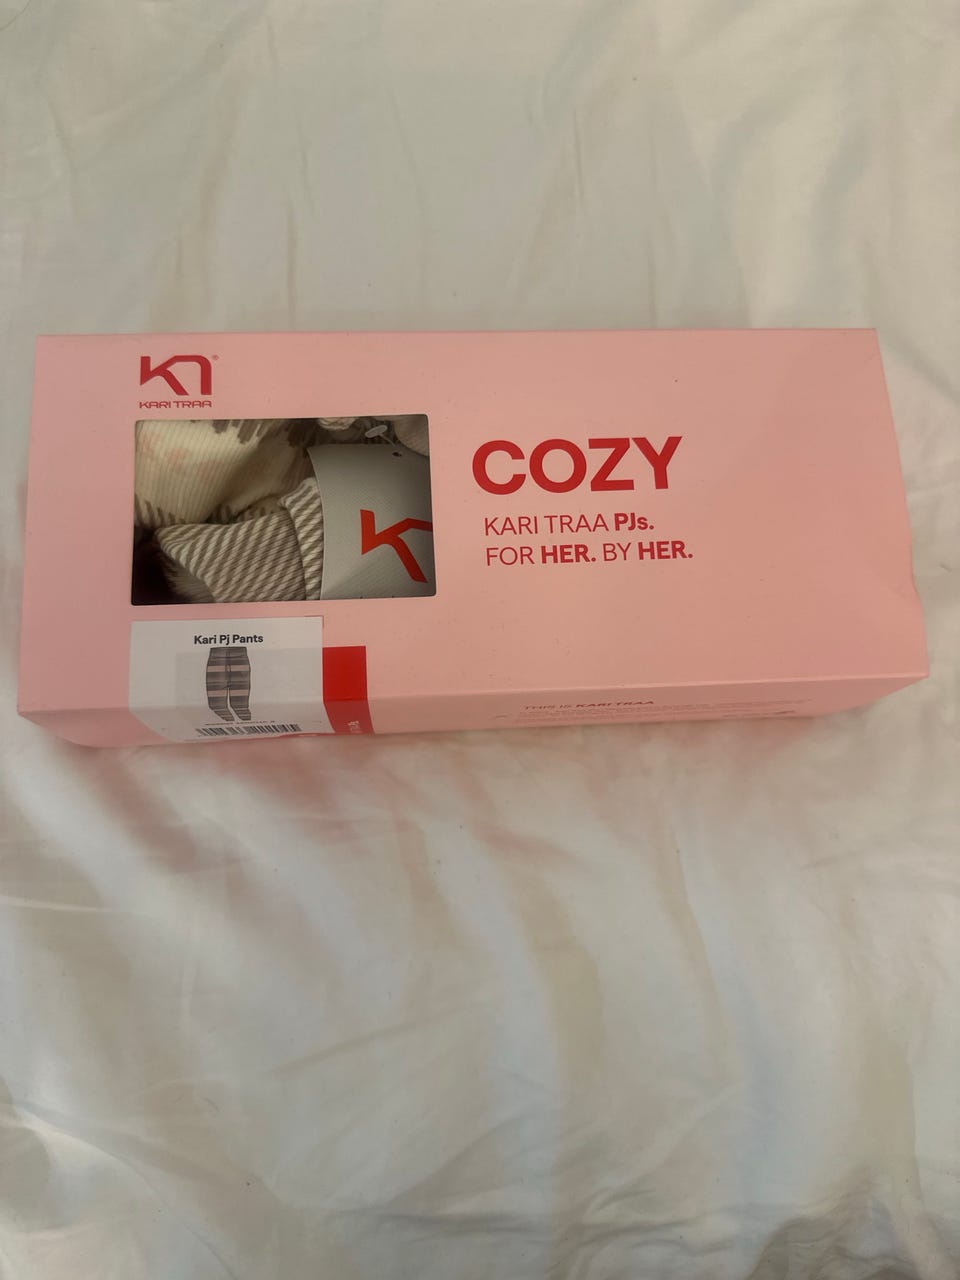 KARI TRAA
COZY
KARI TRAA PJs.
FOR HER. BY HER.
Kari Pj Pants
THIS IS KARI TRAA